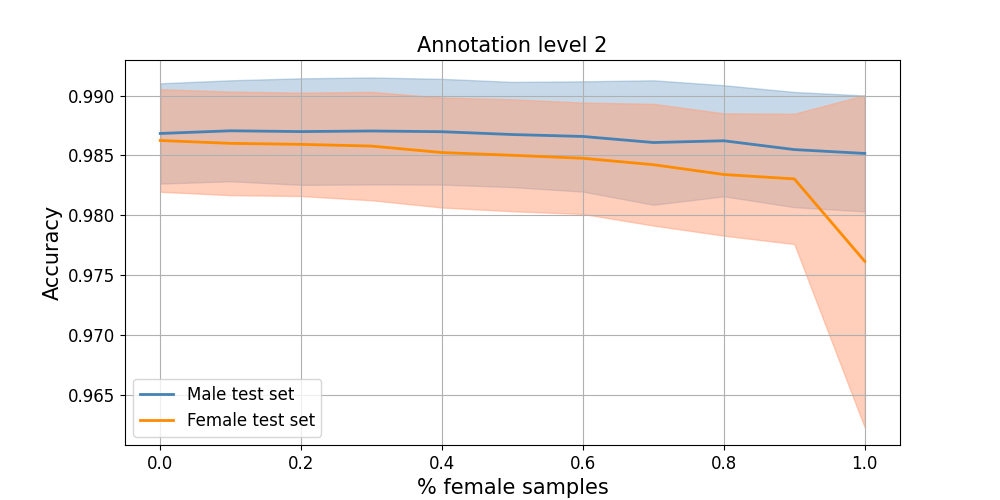 Annotation level 2
Accuracy
0.990
0.985
0.980
0.975
0.970
0.965
Male test set
Female test set
0.0 0.2 0.4 0.6 0.8 1.0
% female samples